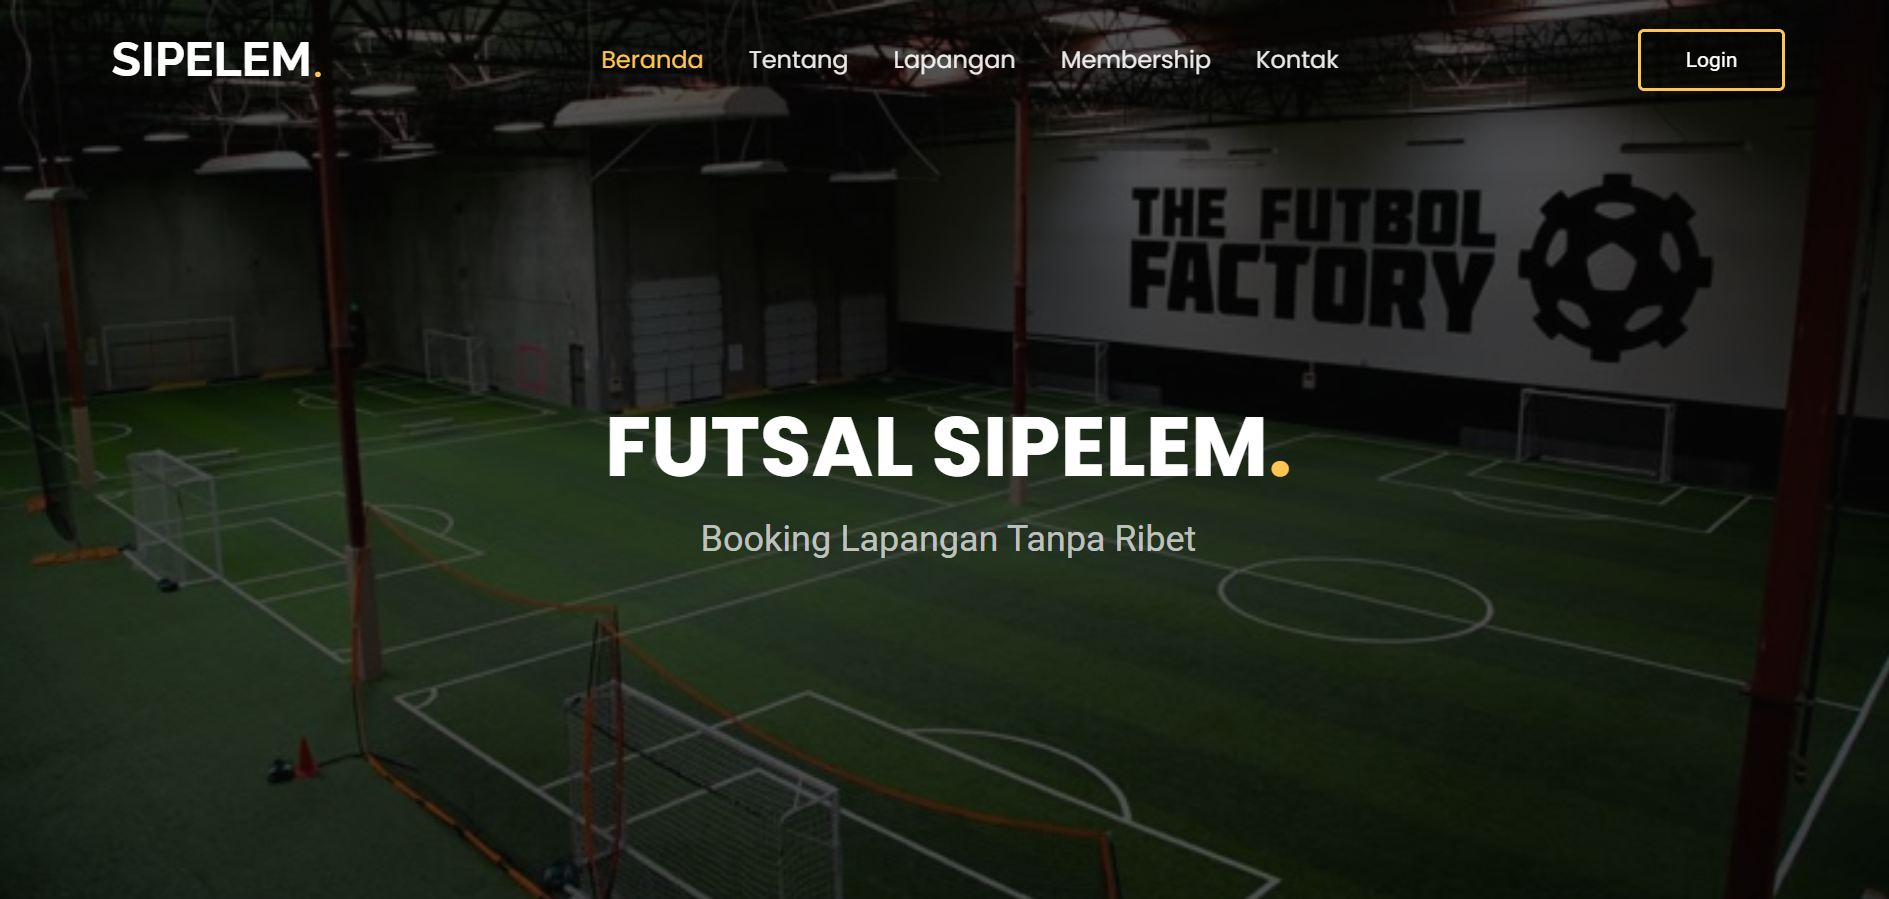 SIPELEM.
Beranda Tentang Lapangan Membership Kontak
Login
THE FUTBOL
FACTORY
FUTSAL SIPELEM.
Booking Lapangan Tanpa Ribet